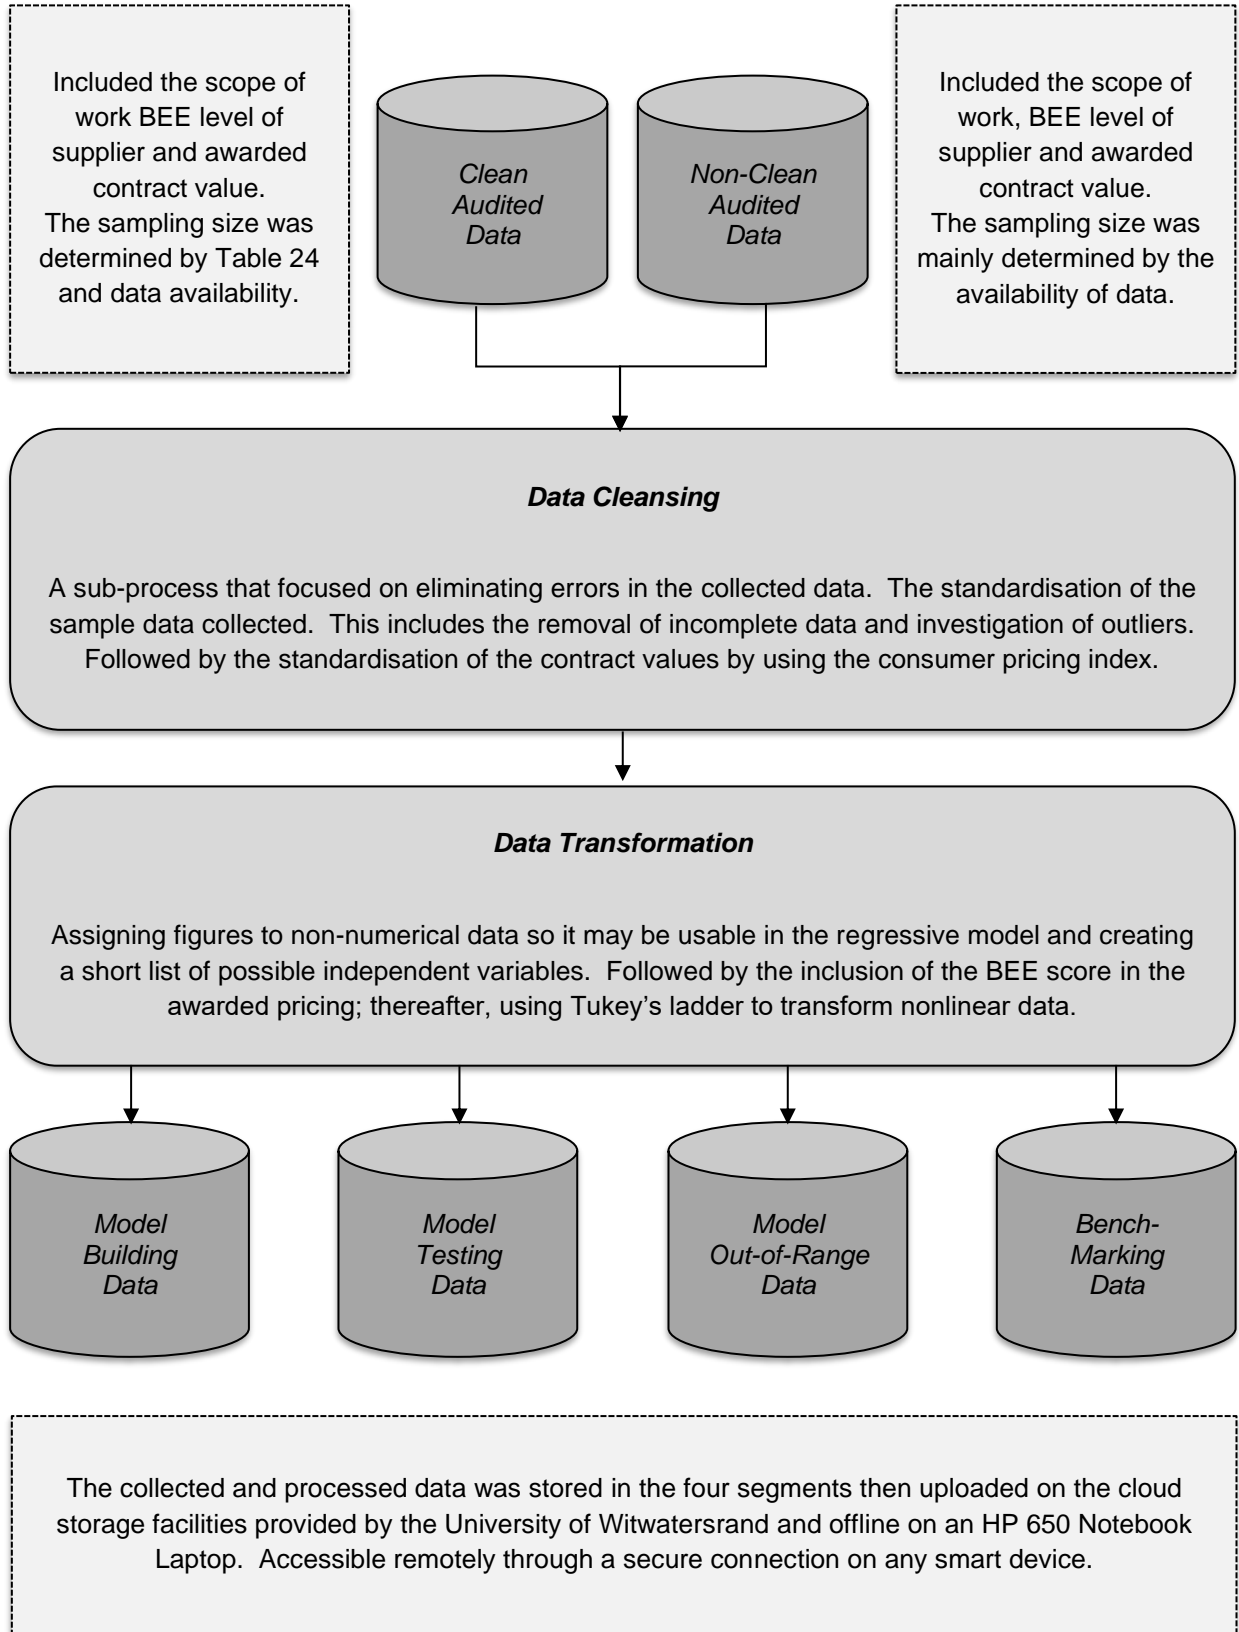 Included the scope of
work BEE level of
supplier and awarded
contract value.
The sampling size was
determined by Table 24
and data availability.
Clean
Audited
Data
Non-Clean
Audited
Data
Included the scope of
work, BEE level of
supplier and awarded
contract value.
The sampling size was
mainly determined by the
availability of data.
Data Cleansing
A sub-process that focused on eliminating errors in the collected data. The standardisation of the
sample data collected. This includes the removal of incomplete data and investigation of outliers.
Followed by the standardisation of the contract values by using the consumer pricing index.
Data Transformation
Assigning figures to non-numerical data so it may be usable in the regressive model and creating
a short list of possible independent variables. Followed by the inclusion of the BEE score in the
awarded pricing; thereafter, using Tukey’s ladder to transform nonlinear data.
Model
Building
Data
Model
Testing
Data
Model
Out-of-Range
Data
Bench-
Marking
Data
The collected and processed data was stored in the four segments then uploaded on the cloud
storage facilities provided by the University of Witwatersrand and offline on an HP 650 Notebook
Laptop. Accessible remotely through a secure connection on any smart device.